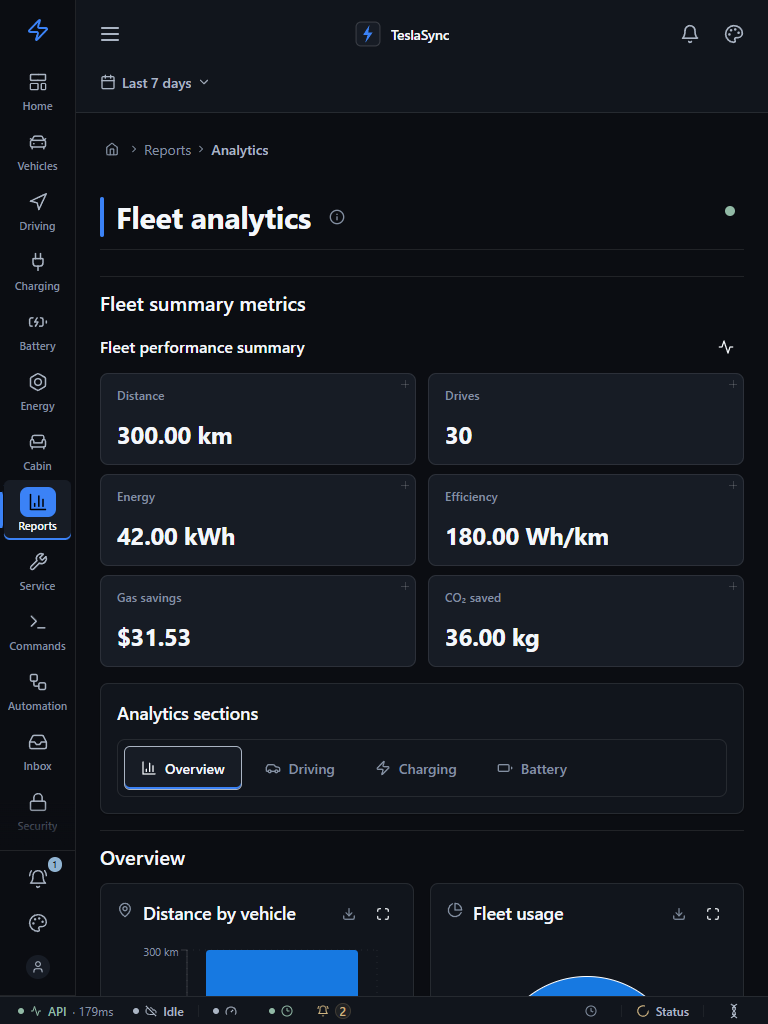 TeslaSync
Last 7 days
Home
Vehicles
Driving
Charging
Battery
Energy
Cabin
Reports
Service
Commands
Automation
Inbox
Security
1
Reports
Analytics
Fleet analytics
Fleet summary metrics
Fleet performance summary
Distance
300.00 km
Drives
30
Energy
42.00 kWh
Efficiency
180.00 Wh/km
Gas savings
$31.53
CO₂ saved
36.00 kg
Analytics sections
Overview Driving Charging Battery
Overview
Distance by vehicle
300 km
Fleet usage
API · 179ms Idle 2 Status